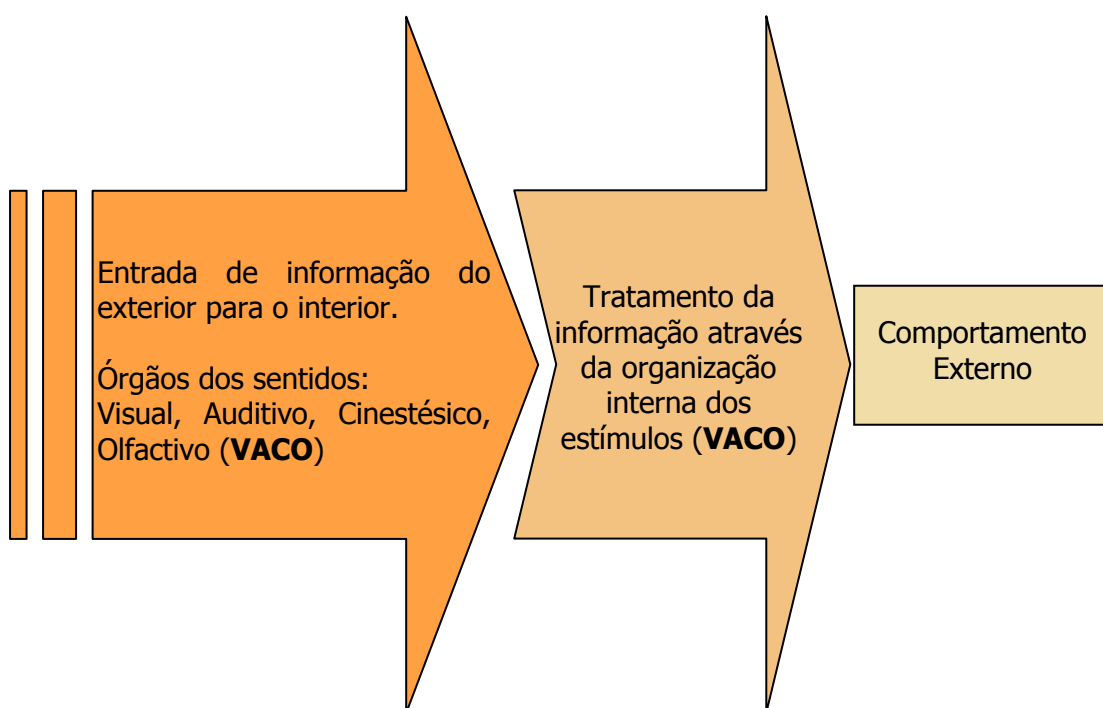 Entrada de informação do
exterior para o interior.
Órgãos dos sentidos:
Visual, Auditivo, Cinestésico,
Olfactivo (VACO)
Tratamento da
informação através
da organização
interna dos
estímulos (VACO)
Comportamento
Externo